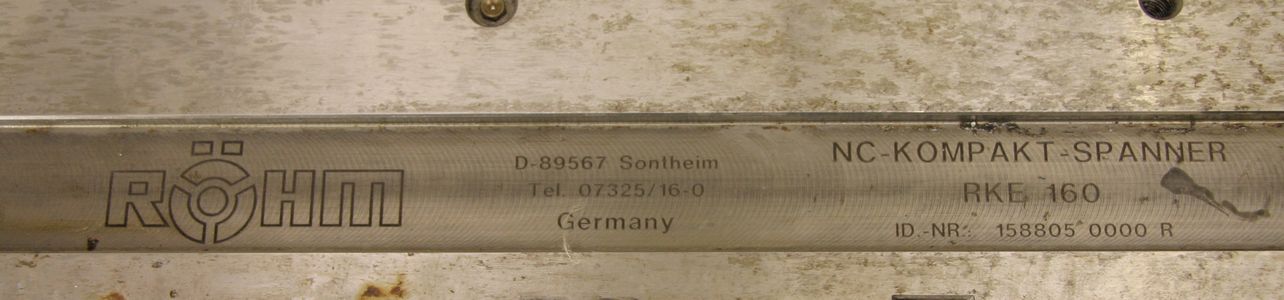 RÖHM
D-89567 Sontheim
Tel. 07325/16-0
Germany
NC-KOMPAKT-SPANNER
RKE 160
ID.-NR.: 158805 0000 R